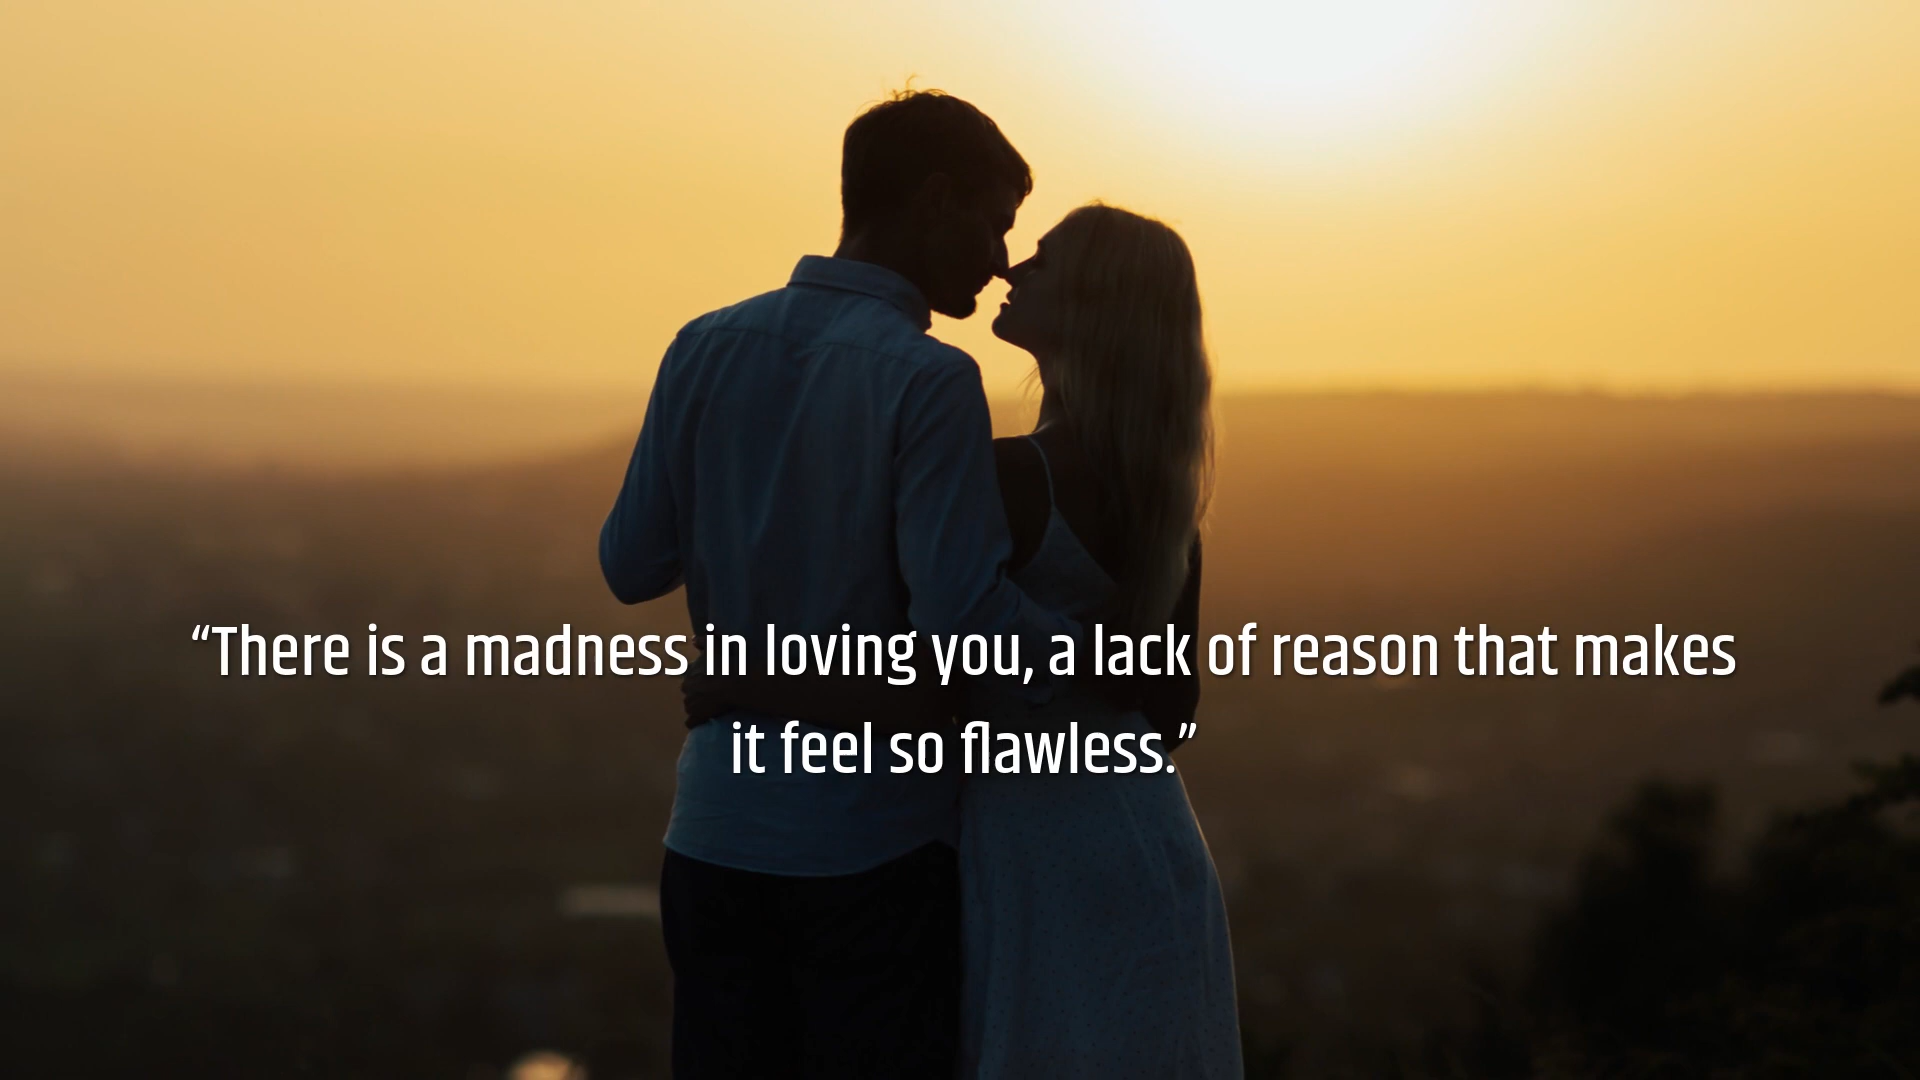 “There is a madness in loving you, a lack of reason that makes
it feel so flawless.”